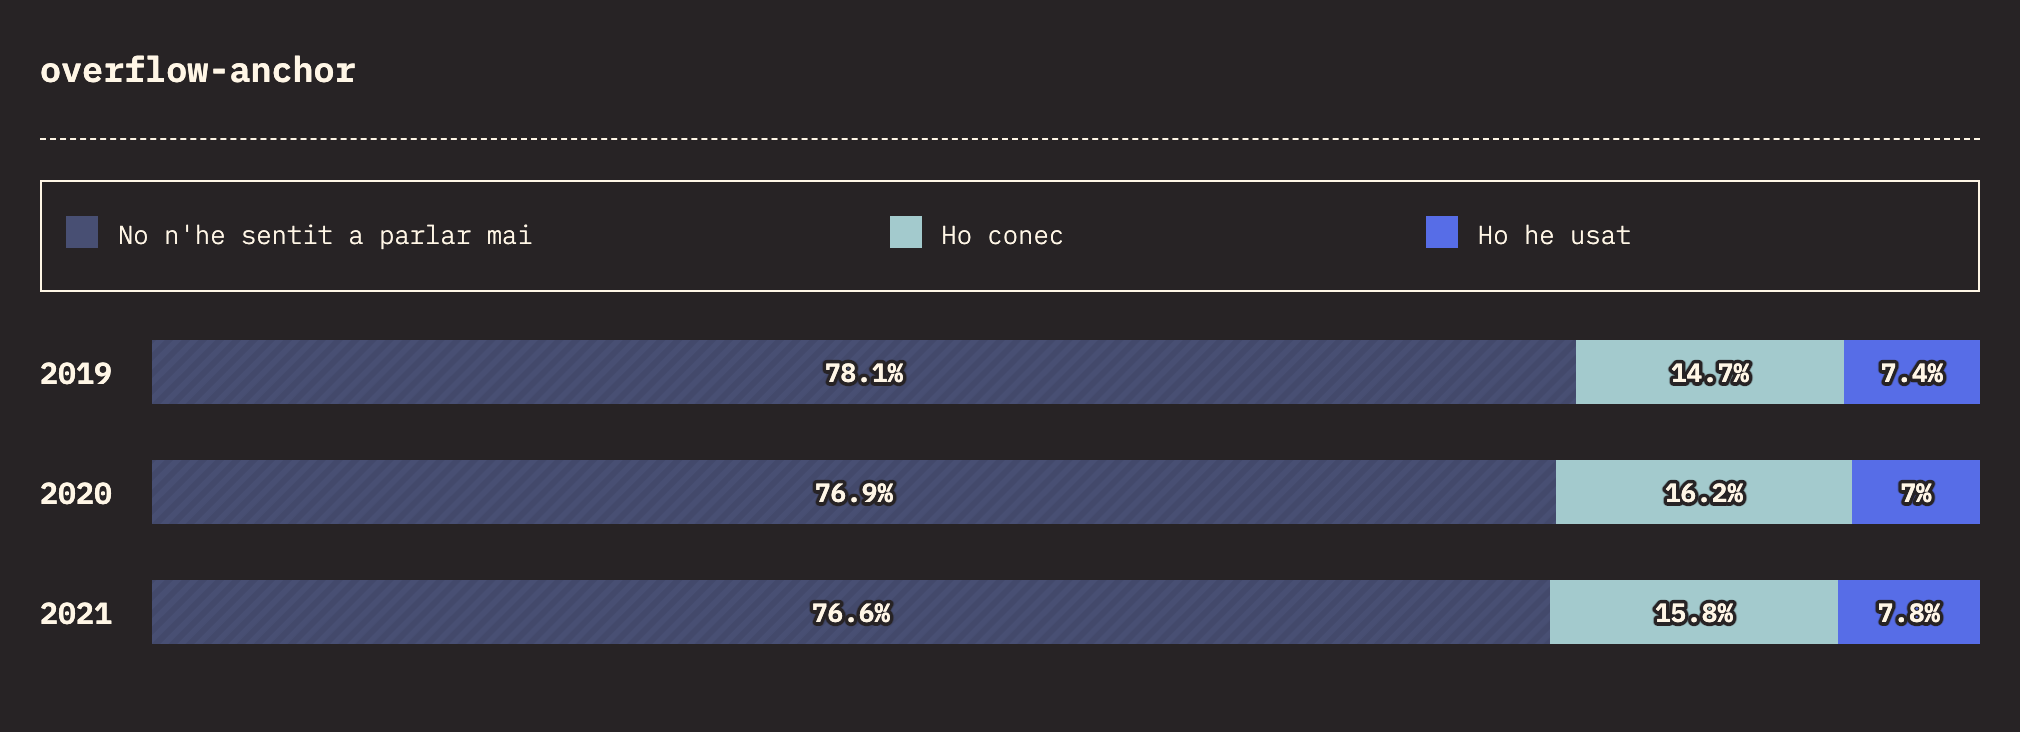 overflow-anchor
No n'he sentit a parlar mai Ho conec Ho he usat
2019 78.1% 14.7% 7.4%
2020 76.9% 16.2% 7%
2021 76.6% 15.8% 7.8%